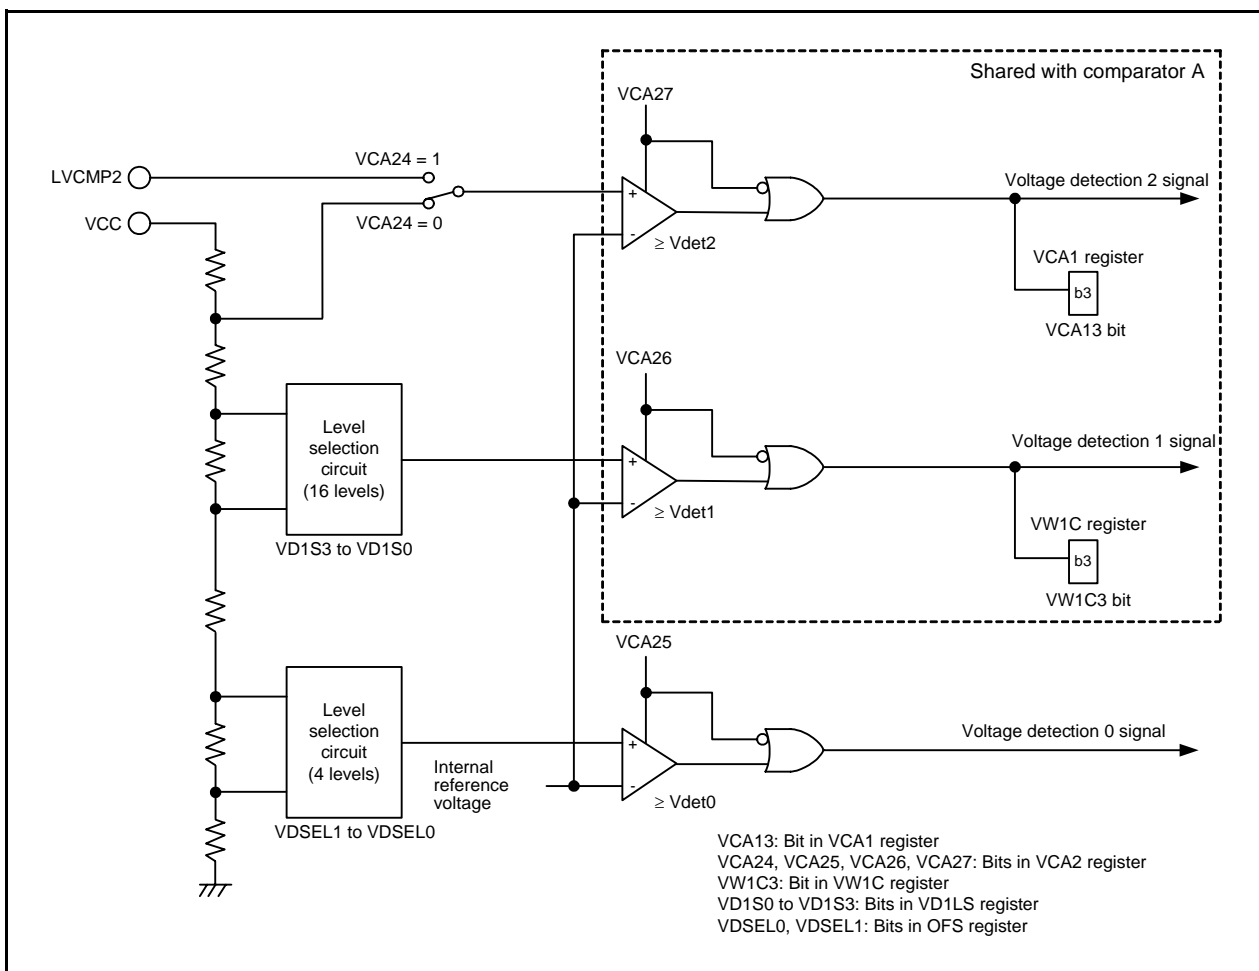 Shared with comparator A
VCA27
LVCMP2
VCA24 = 1
VCC
VCA24 = 0
+
-
≥ Vdet2
Voltage detection 2 signal
VCA1 register
b3
VCA13 bit
VCA26
Level
selection
circuit
(16 levels)
VD1S3 to VD1S0
+
-
≥ Vdet1
Voltage detection 1 signal
VW1C register
b3
VW1C3 bit
VCA25
Level
selection
circuit
(4 levels)
VDSEL1 to VDSEL0
Internal
reference
voltage
+
-
≥ Vdet0
Voltage detection 0 signal
VCA13: Bit in VCA1 register
VCA24, VCA25, VCA26, VCA27: Bits in VCA2 register
VW1C3: Bit in VW1C register
VD1S0 to VD1S3: Bits in VD1LS register
VDSEL0, VDSEL1: Bits in OFS register